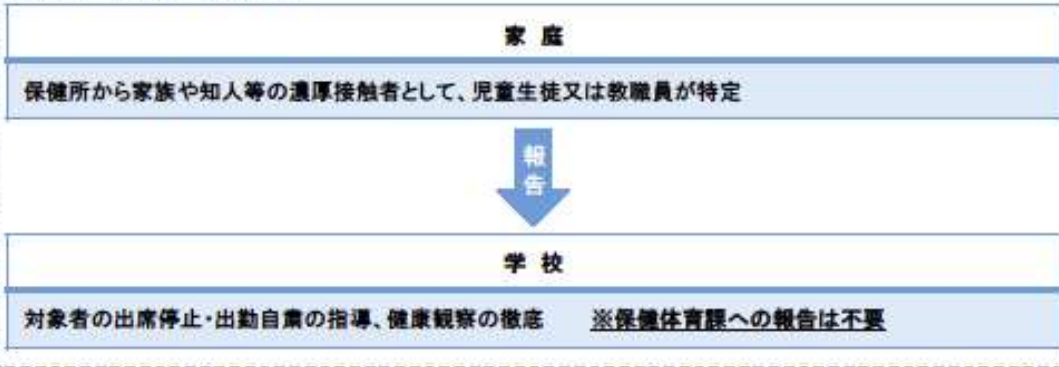 家 庭
保健所から家族や知人等の濃厚接触者として、児童生徒又は教職員が特定
報告
学 校
対象者の出席停止・出勤自粛の指導、健康観察の徹底　　※保健体育課への報告は不要